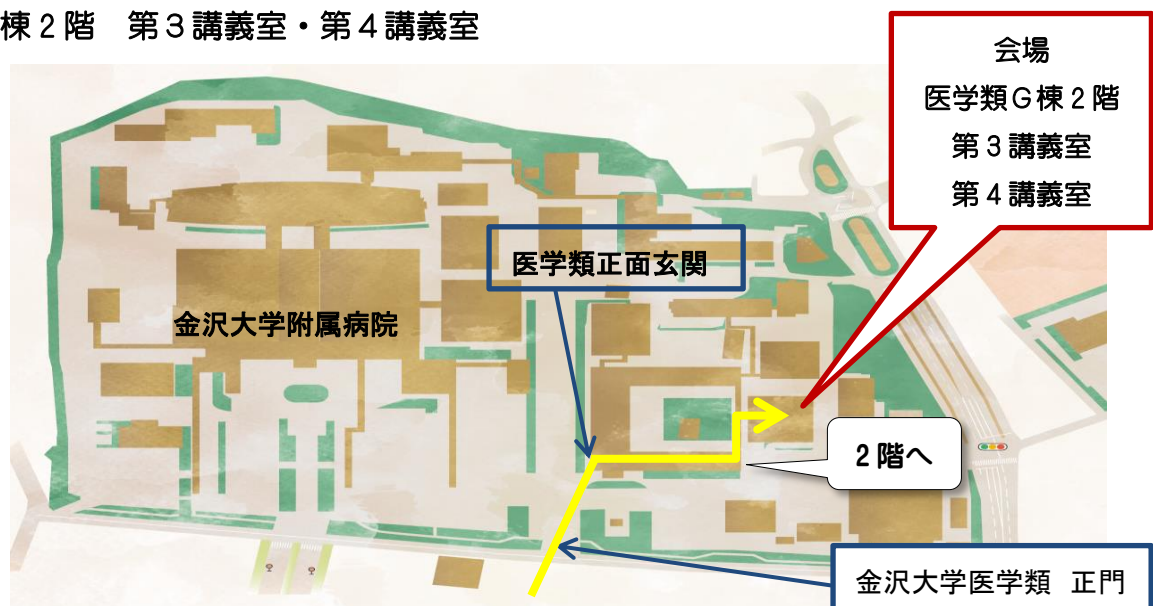 棟２階　第３講義室・第４講義室
会場
医学類Ｇ棟２階
第３講義室
第４講義室
医学類正面玄関
金沢大学附属病院
２階へ
金沢大学医学類　正門